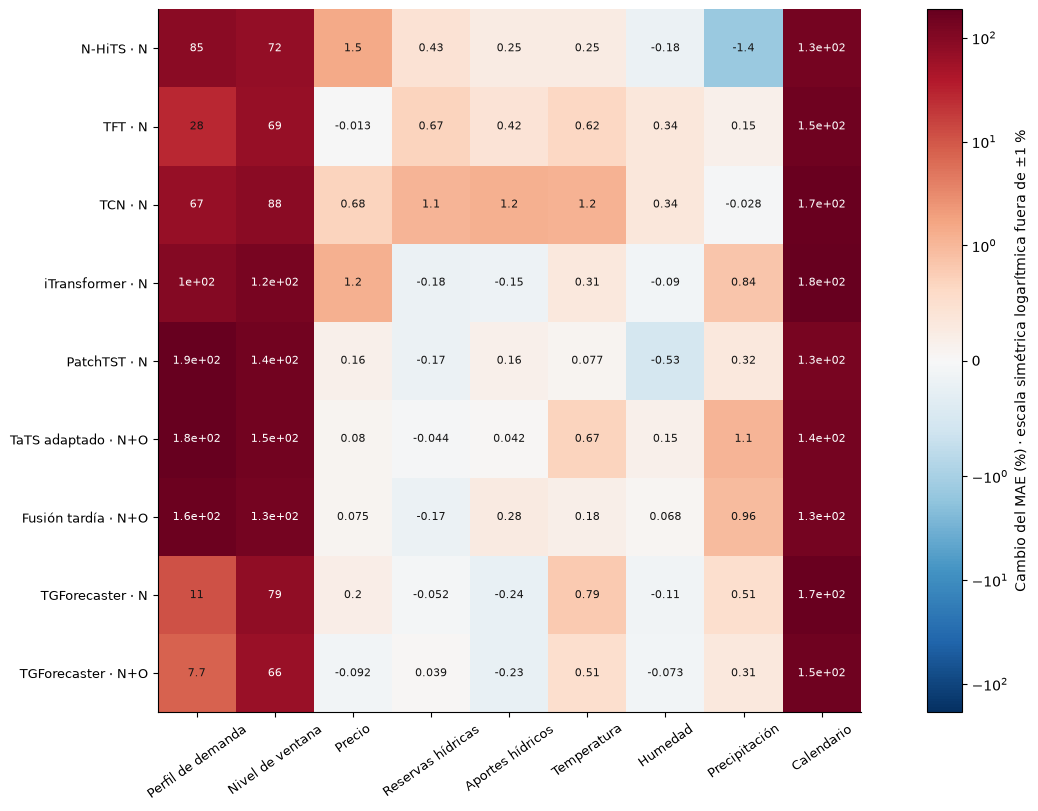 N-HiTS · N 85 72 1.5 0.43 0.25 0.25 -0.18 -1.4 1.3e+02
TFT · N 28 69 -0.013 0.67 0.42 0.62 0.34 0.15 1.5e+02
TCN · N 67 88 0.68 1.1 1.2 1.2 0.34 -0.028 1.7e+02
iTransformer · N 1e+02 1.2e+02 1.2 -0.18 -0.15 0.31 -0.09 0.84 1.8e+02
PatchTST · N 1.9e+02 1.4e+02 0.16 -0.17 0.16 0.077 -0.53 0.32 1.3e+02
TaTS adaptado · N+O 1.8e+02 1.5e+02 0.08 -0.044 0.042 0.67 0.15 1.1 1.4e+02
Fusión tardía · N+O 1.6e+02 1.3e+02 0.075 -0.17 0.28 0.18 0.068 0.96 1.3e+02
TGForecaster · N 11 79 0.2 -0.052 -0.24 0.79 -0.11 0.51 1.7e+02
TGForecaster · N+O 7.7 66 -0.092 0.039 -0.23 0.51 -0.073 0.31 1.5e+02
Perfil de demanda
Nivel de ventana
Precio
Reservas hídricas
Aportes hídricos
Temperatura
Humedad
Precipitación
Calendario
10²
10¹
10⁰
0
−10⁰
−10¹
−10²
Cambio del MAE (%) · escala simétrica logarítmica fuera de ±1 %